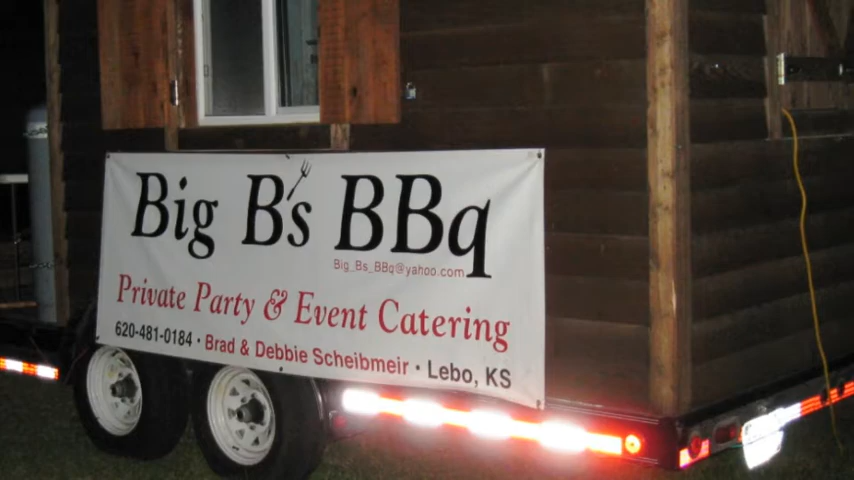 Big B's BBq
Big_Bs_BBq@yahoo.com
Private Party & Event Catering
620-481-0184 · Brad & Debbie Scheibmeir · Lebo, KS